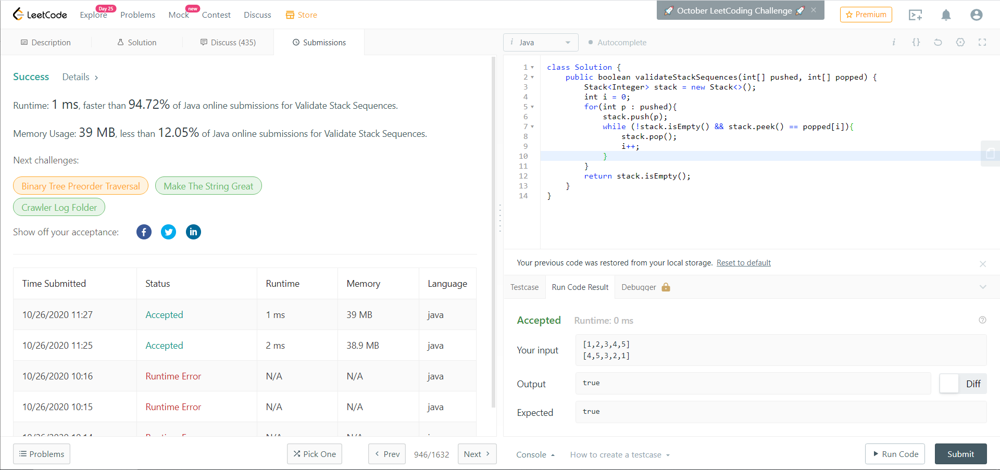 LeetCode
Explore
Day 25
Problems
Mock
new
Contest
Discuss
Store
🚀 October LeetCoding Challenge 🚀 ×
Premium
Description
Solution
Discuss (435)
Submissions
i Java
Autocomplete
i
{}
Success
Details >
Runtime: 1 ms, faster than 94.72% of Java online submissions for Validate Stack Sequences.
Memory Usage: 39 MB, less than 12.05% of Java online submissions for Validate Stack Sequences.
Next challenges:
Binary Tree Preorder Traversal
Make The String Great
Crawler Log Folder
Show off your acceptance:
Time Submitted Status Runtime Memory Language
10/26/2020 11:27 Accepted 1 ms 39 MB java
10/26/2020 11:25 Accepted 2 ms 38.9 MB java
10/26/2020 10:16 Runtime Error N/A N/A java
10/26/2020 10:15 Runtime Error N/A N/A java
1 class Solution {
2 public boolean validateStackSequences(int[] pushed, int[] popped) {
3 Stack<Integer> stack = new Stack<>();
4 int i = 0;
5 for(int p : pushed){
6 stack.push(p);
7 while (!stack.isEmpty() && stack.peek() == popped[i]){
8 stack.pop();
9 i++;
10 }
11 }
12 return stack.isEmpty();
13 }
14 }
Your previous code was restored from your local storage. Reset to default
Testcase
Run Code Result
Debugger
Accepted Runtime: 0 ms
Your input
[1,2,3,4,5]
[4,5,3,2,1]
Output
true
Diff
Expected
true
Problems
Pick One
< Prev
946/1632
Next >
Console
How to create a testcase
Run Code
Submit